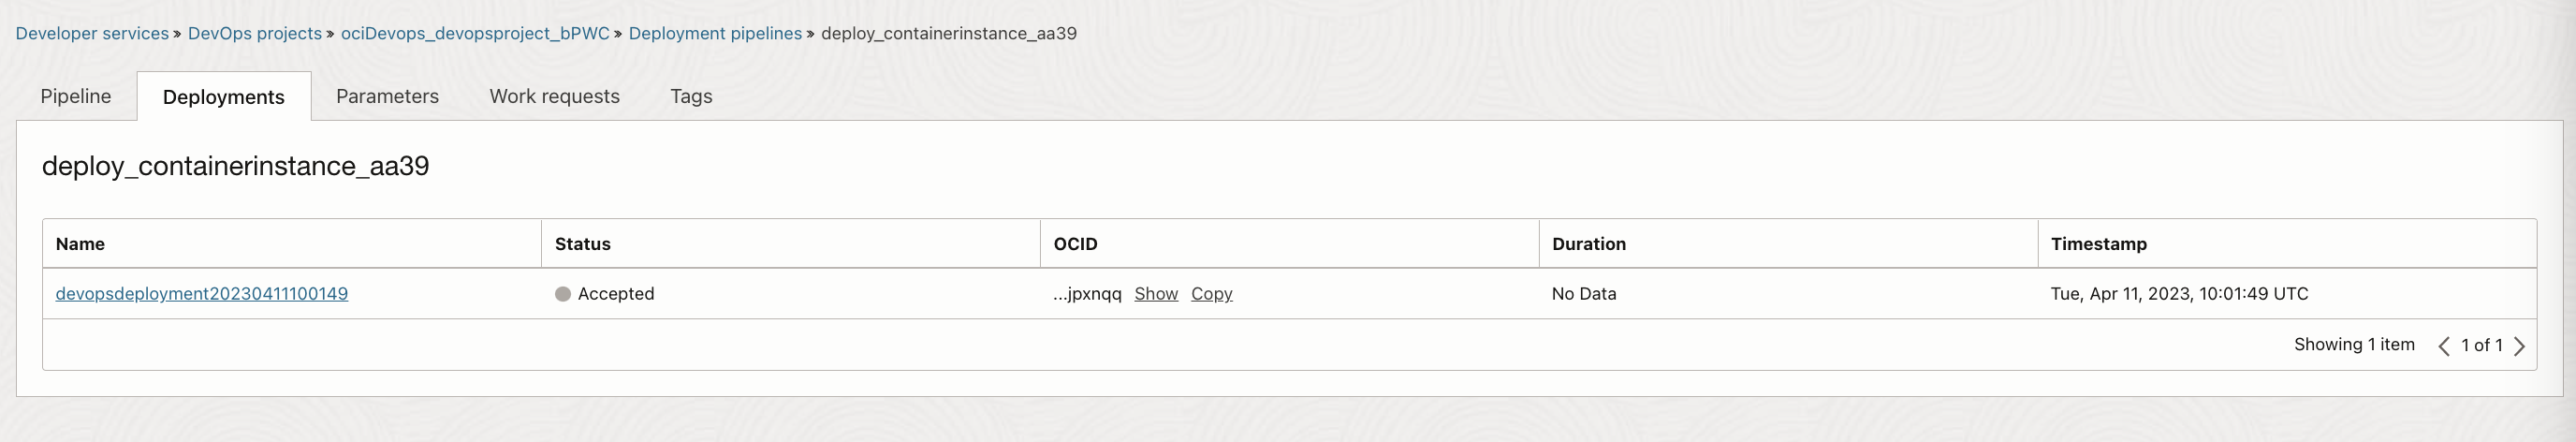 Developer services » DevOps projects » ociDevops_devopsproject_bPWC » Deployment pipelines » deploy_containerinstance_aa39
Pipeline Deployments Parameters Work requests Tags
deploy_containerinstance_aa39
Name Status OCID Duration Timestamp
devopsdeployment20230411100149 Accepted ...jpxnqq Show Copy No Data Tue, Apr 11, 2023, 10:01:49 UTC
Showing 1 item < 1 of 1 >